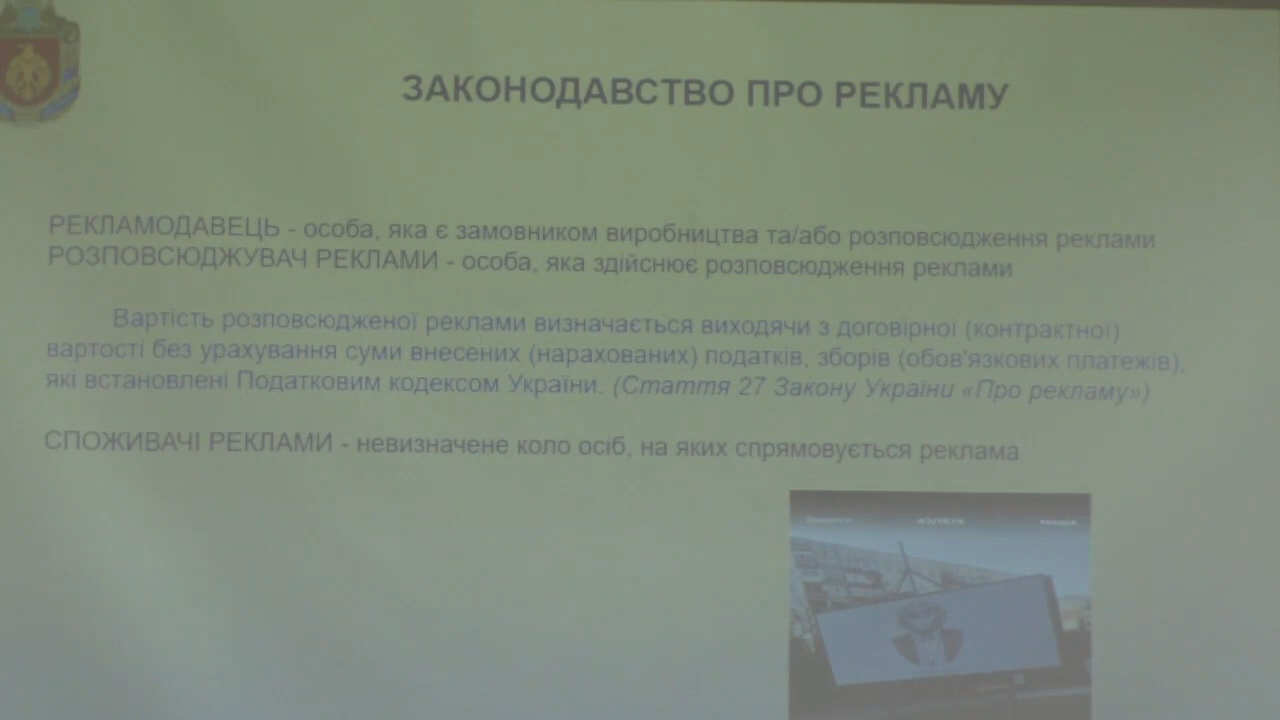 ЗАКОНОДАВСТВО ПРО РЕКЛАМУ
РЕКЛАМОДАВЕЦЬ - особа, яка є замовником виробництва та/або розповсюдження реклами
РОЗПОВСЮДЖУВАЧ РЕКЛАМИ - особа, яка здійснює розповсюдження реклами
Вартість розповсюдженої реклами визначається виходячи з договірної (контрактної)
вартості без урахування суми внесених (нарахованих) податків, зборів (обов'язкових платежів),
які встановлені Податковим кодексом України. (Стаття 27 Закону України «Про рекламу»)
СПОЖИВАЧІ РЕКЛАМИ - невизначене коло осіб, на яких спрямовується реклама